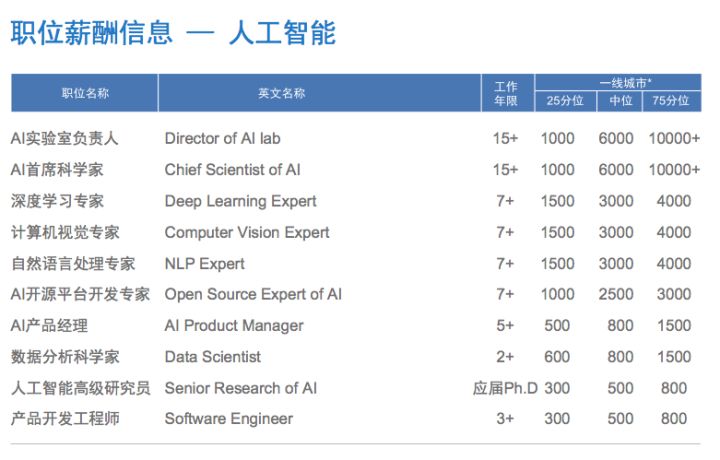 职位薪酬信息 — 人工智能
职位名称 英文名称 工作年限 一线城市*
25分位 中位 75分位
AI实验室负责人 Director of AI lab 15+ 1000 6000 10000+
AI首席科学家 Chief Scientist of AI 15+ 1000 6000 10000+
深度学习专家 Deep Learning Expert 7+ 1500 3000 4000
计算机视觉专家 Computer Vision Expert 7+ 1500 3000 4000
自然语言处理专家 NLP Expert 7+ 1500 3000 4000
AI开源平台开发专家 Open Source Expert of AI 7+ 1000 2500 3000
AI产品经理 AI Product Manager 5+ 500 800 1500
数据分析科学家 Data Scientist 2+ 600 800 1500
人工智能高级研究员 Senior Research of AI 应届Ph.D 300 500 800
产品开发工程师 Software Engineer 3+ 300 500 800